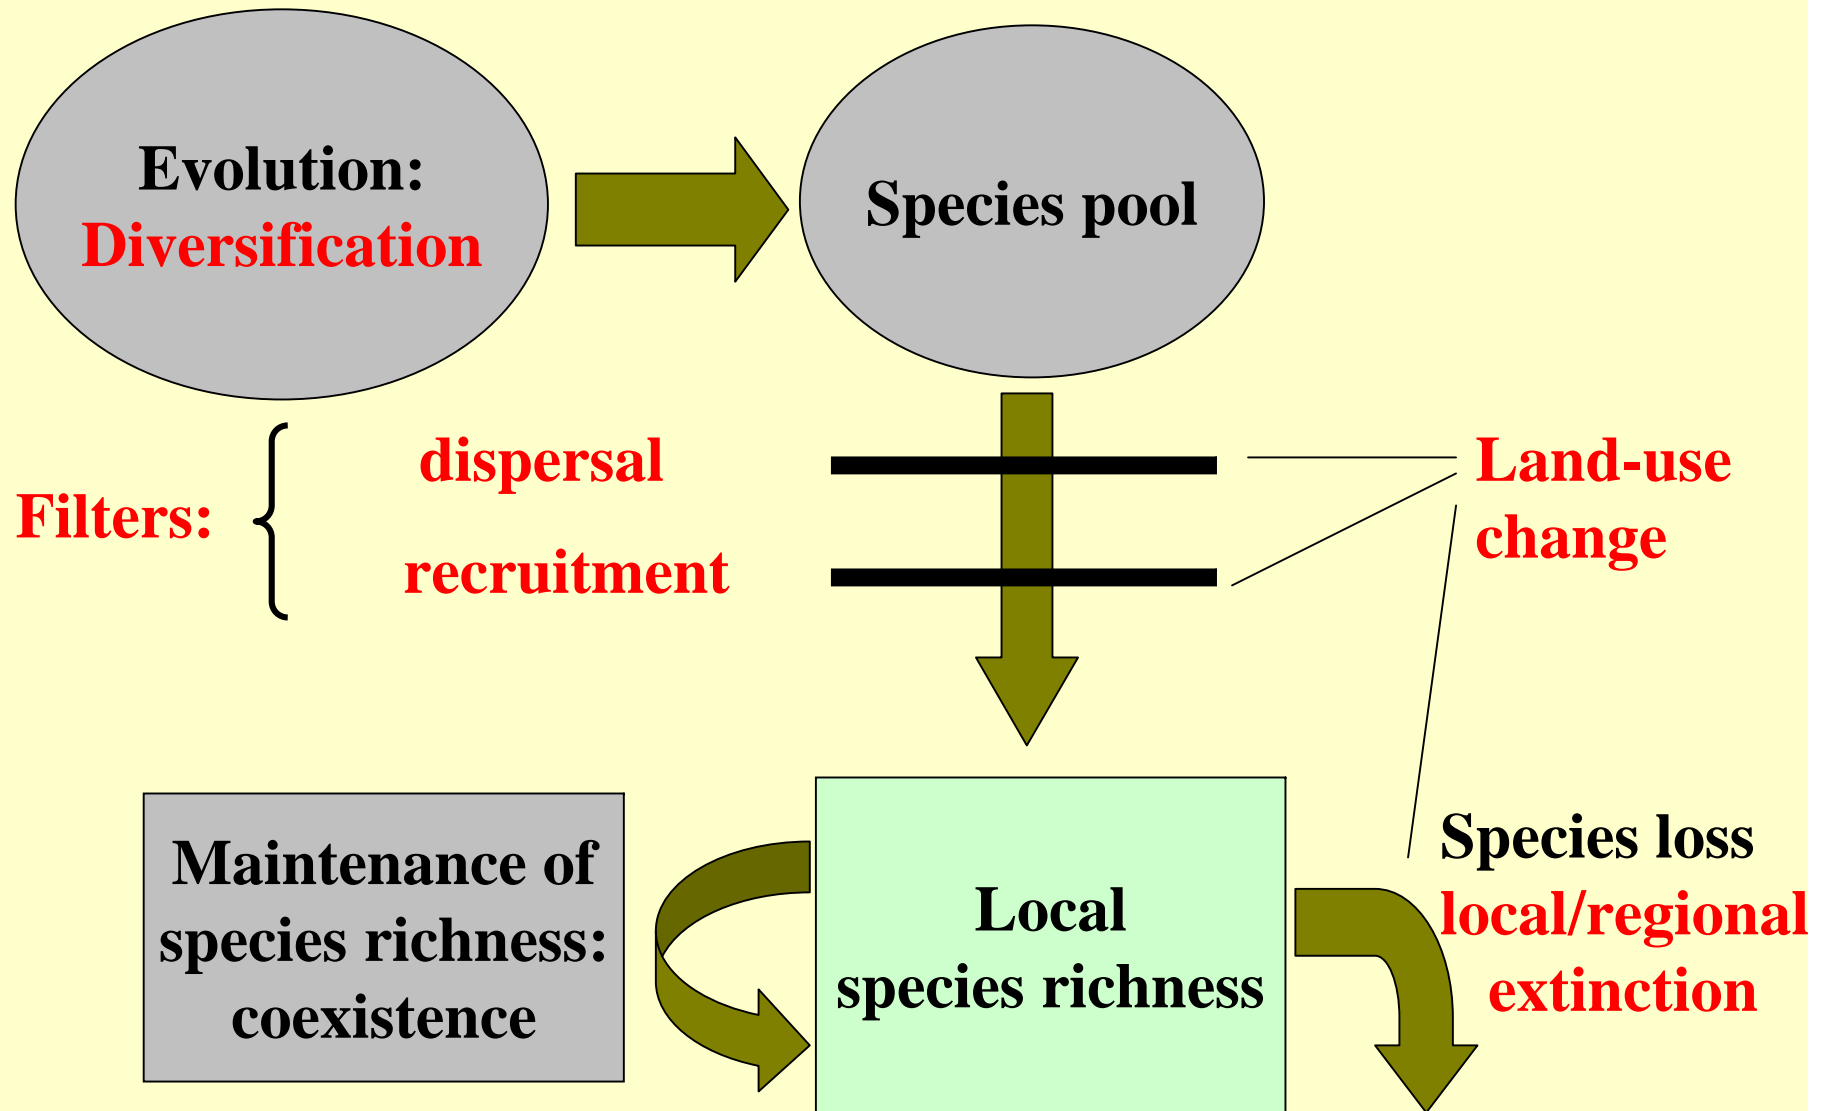 Evolution:
Diversification
Species pool
Filters:
dispersal
recruitment
Land-use
change
Maintenance of
species richness:
coexistence
Local
species richness
Species loss
local/regional
extinction